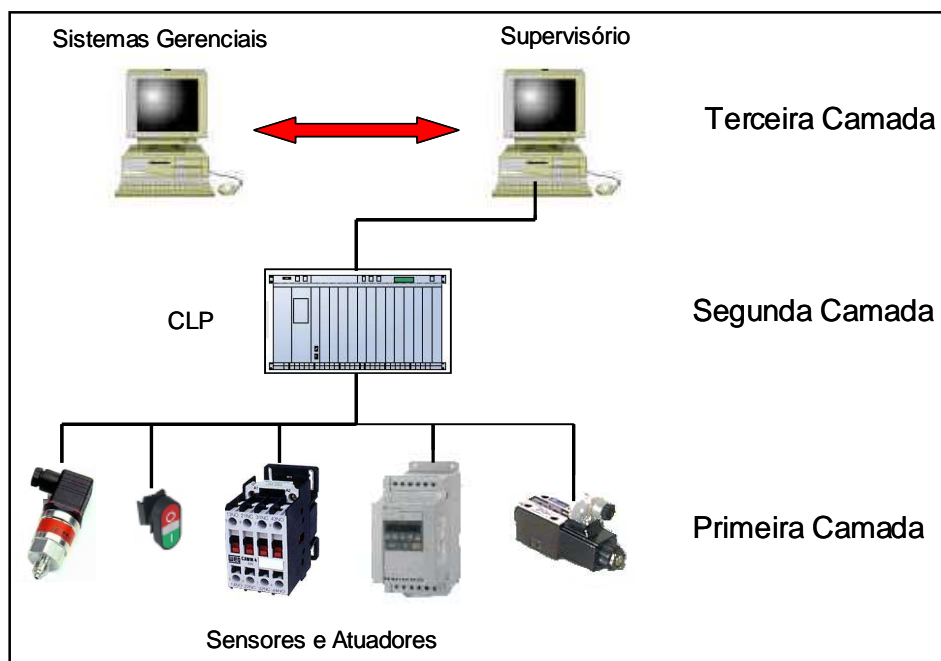 Sistemas Gerenciais
Supervisório
Terceira Camada
CLP
Segunda Camada
Primeira Camada
Sensores e Atuadores